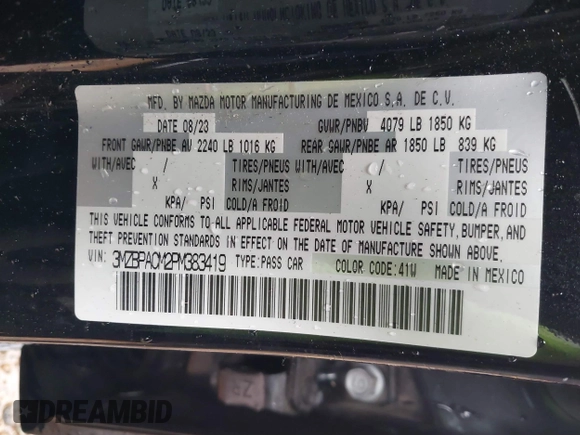 MFD. BY MAZDA MOTOR MANUFACTURING DE MEXICO S.A. DE C.V.
DATE 08/23 GVWR/PNBV 4079 LB 1850 KG
FRONT GAWR/PNBE AV 2240 LB 1016 KG REAR GAWR/PNBE AR 1850 LB 839 KG
WITH/AVEC / TIRES/PNEUS WITH/AVEC / TIRES/PNEUS
X RIMS/JANTES X RIMS/JANTES
KPA/ PSI COLD/A FROID KPA/ PSI COLD/A FROID
THIS VEHICLE CONFORMS TO ALL APPLICABLE FEDERAL MOTOR VEHICLE SAFETY, BUMPER, AND
THEFT PREVENTION STANDARDS IN EFFECT ON THE DATE OF MANUFACTURE SHOWN ABOVE.
VIN: 3MZBPACM2PM383419 TYPE:PASS CAR COLOR CODE:41W MADE IN MEXICO
DREAMBID